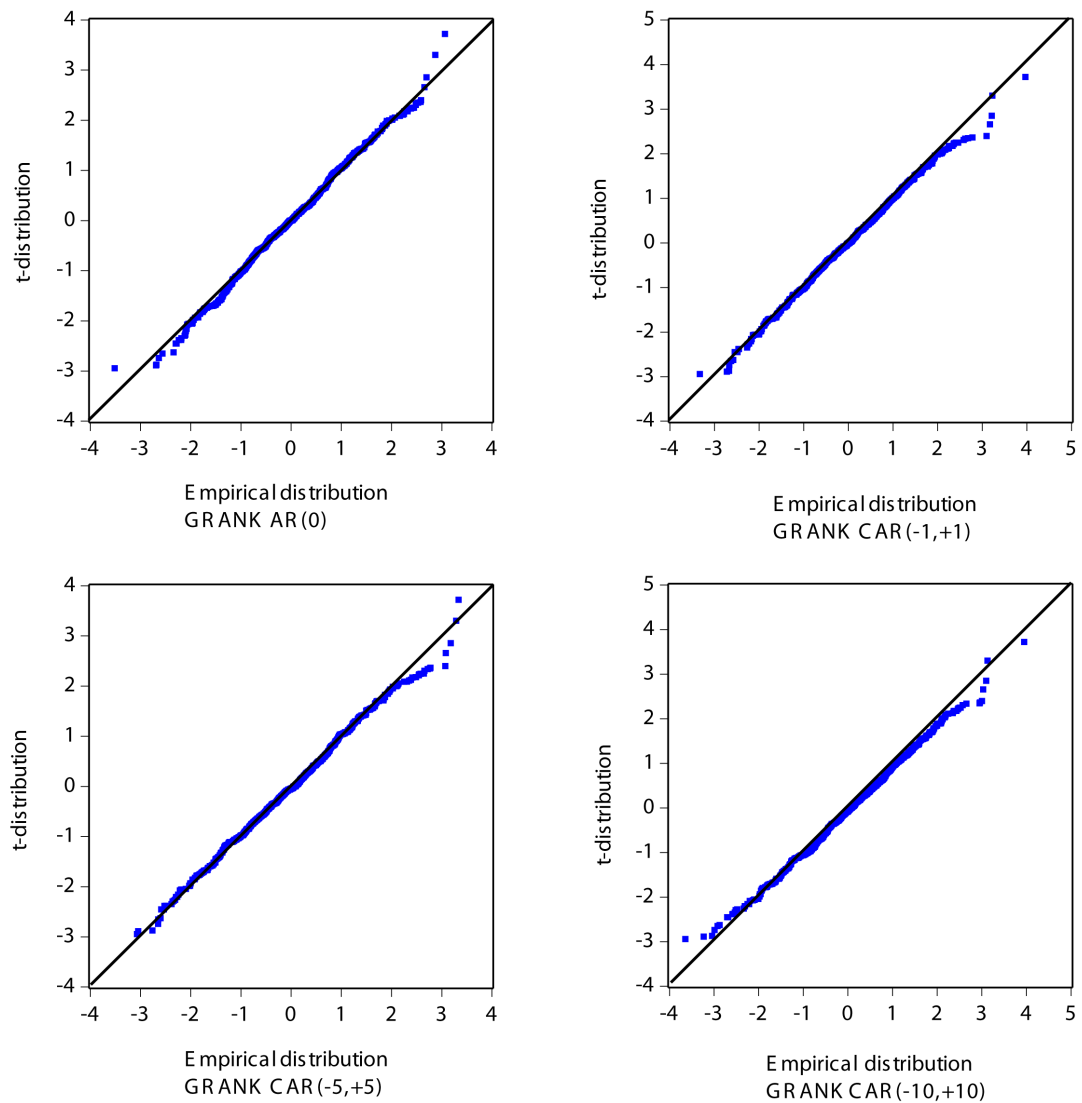 4
3
2
1
0
-1
-2
-3
-4
t-distribution
-4 -3 -2 -1 0 1 2 3 4
Empirical distribution
GRANK AR(0)
5
4
3
2
1
0
-1
-2
-3
-4
t-distribution
-4 -3 -2 -1 0 1 2 3 4 5
Empirical distribution
GRANK CAR(-1,+1)
4
3
2
1
0
-1
-2
-3
-4
t-distribution
-4 -3 -2 -1 0 1 2 3 4
Empirical distribution
GRANK CAR(-5,+5)
5
4
3
2
1
0
-1
-2
-3
-4
t-distribution
-4 -3 -2 -1 0 1 2 3 4 5
Empirical distribution
GRANK CAR(-10,+10)